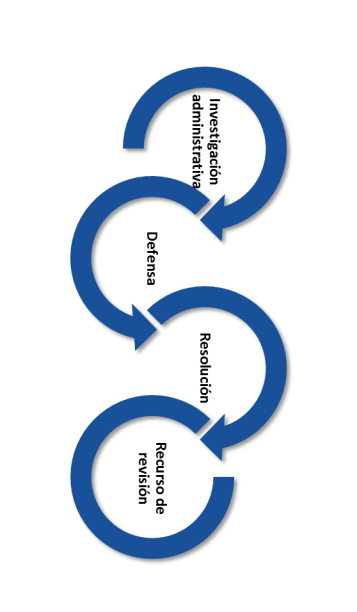 Investigación
administrativa
Defensa
Resolución
Recurso de
revisión